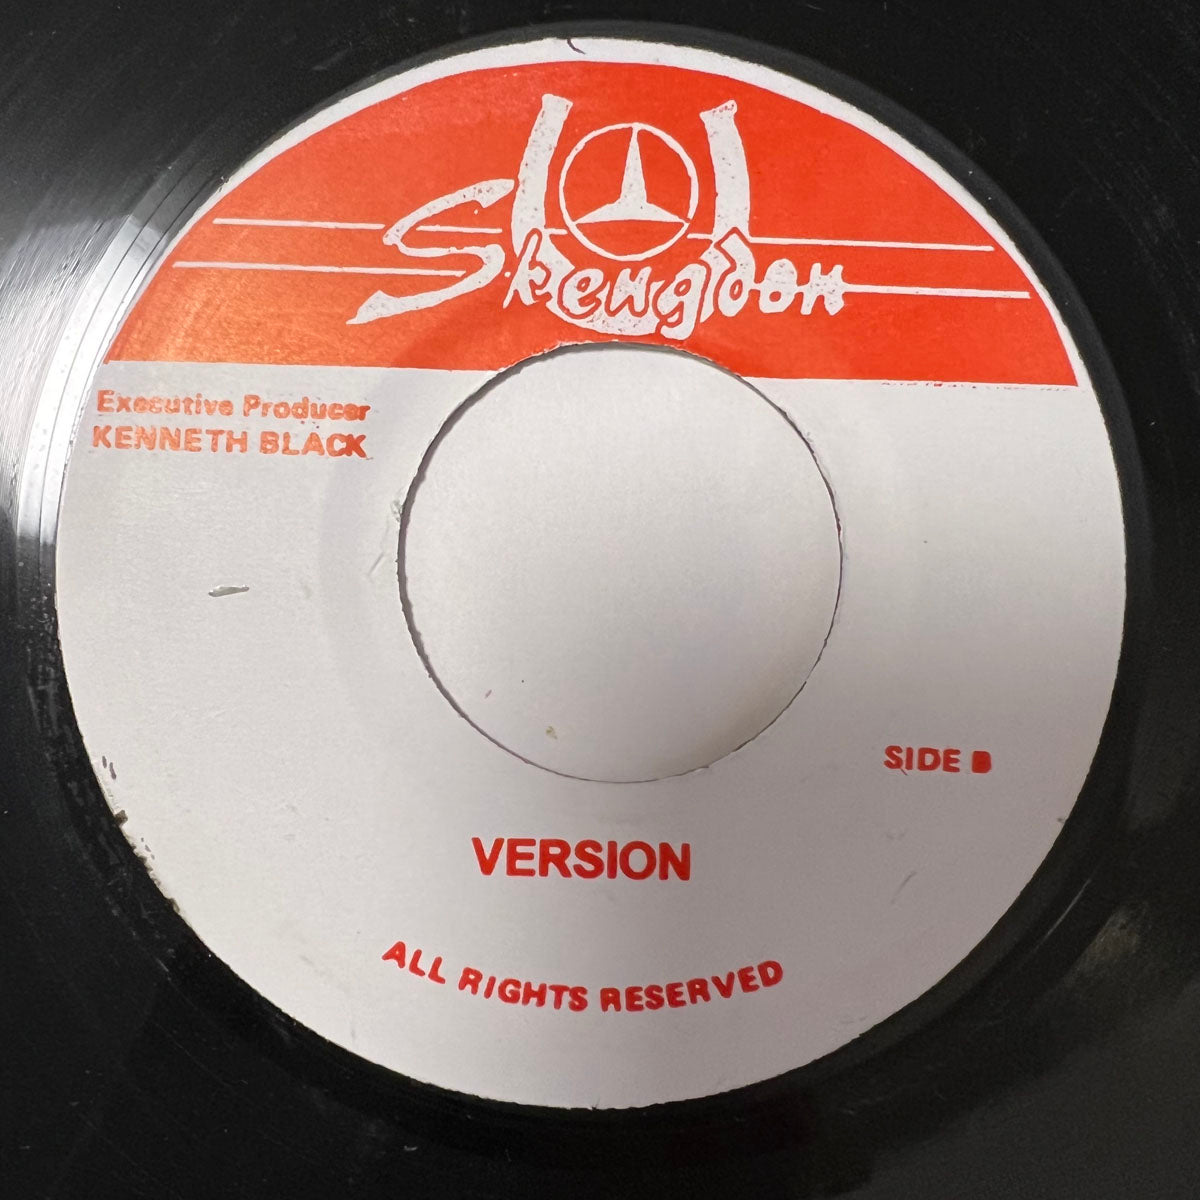 Skengdon
Executive Producer
KENNETH BLACK
SIDE B
VERSION
ALL RIGHTS RESERVED